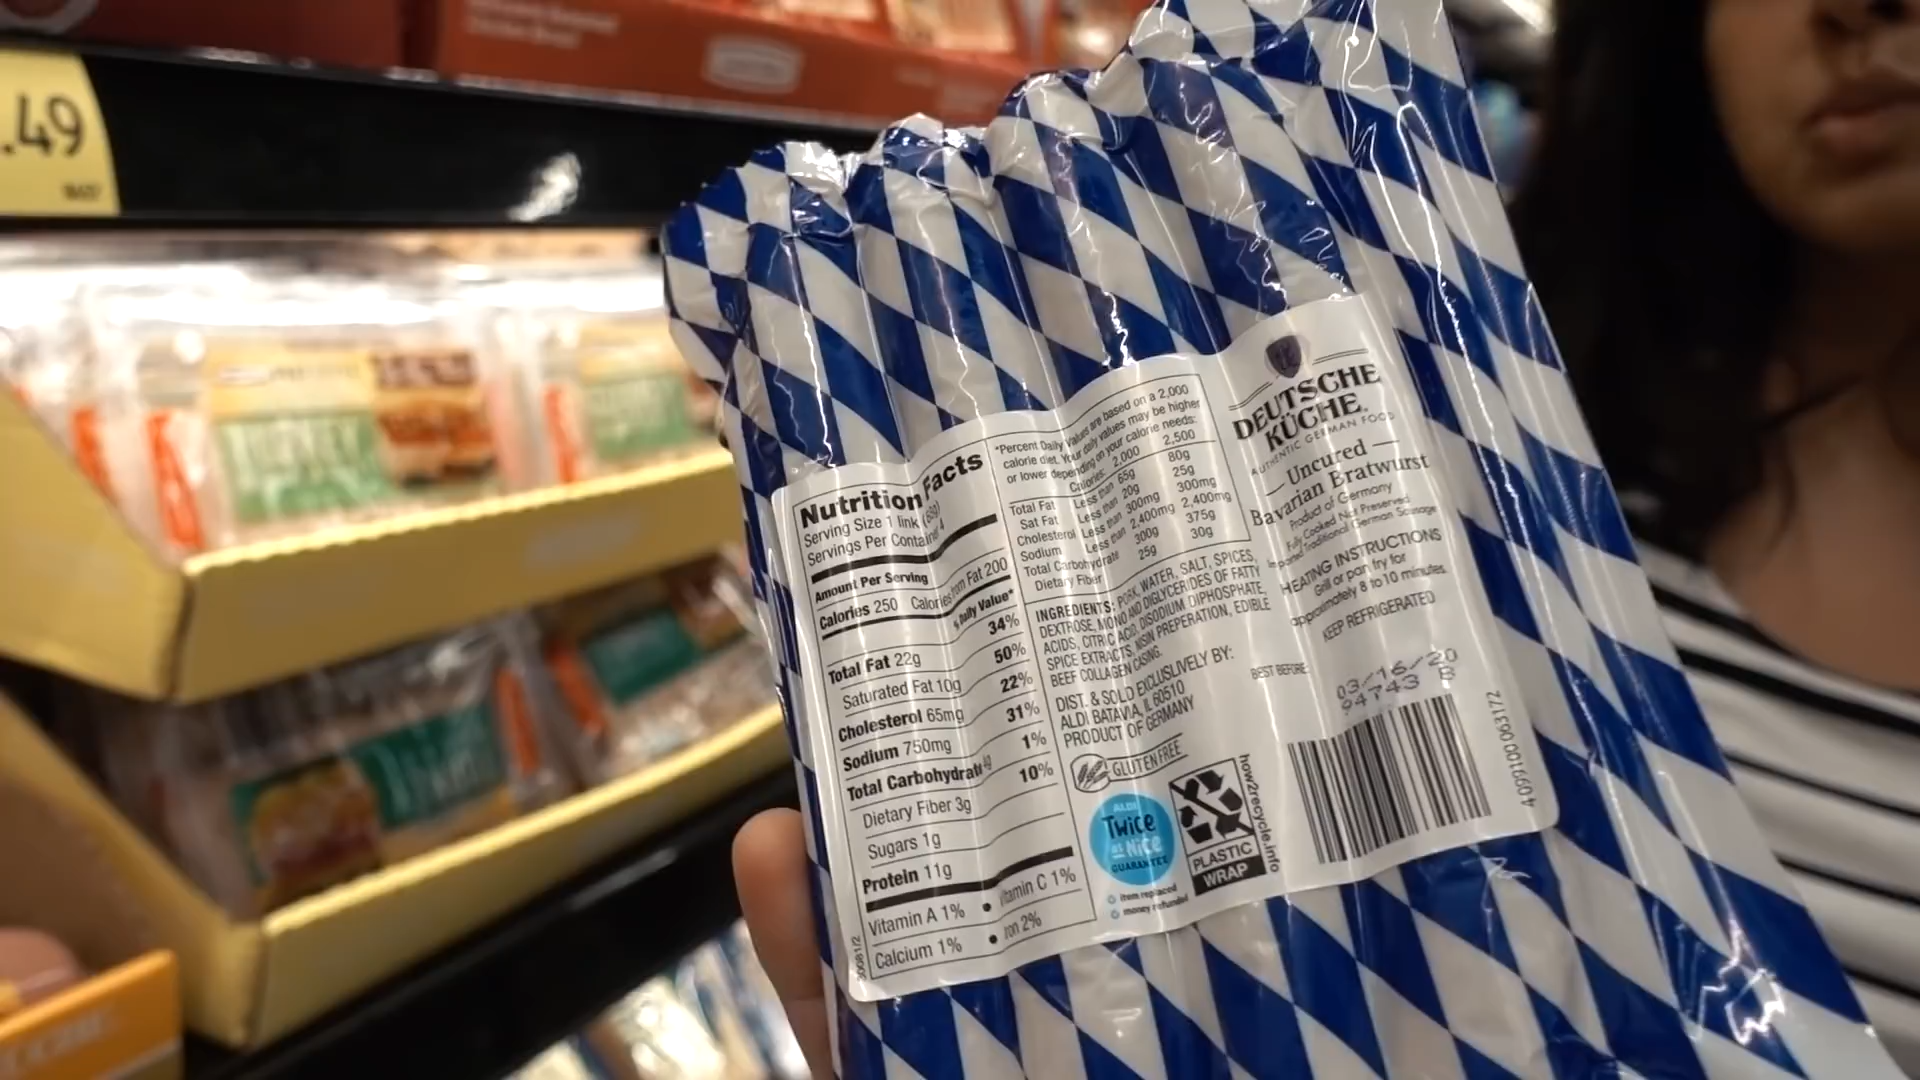 .49
TURKEY
Nutrition Facts
Serving Size 1 link (68g)
Servings Per Container 4
Amount Per Serving
Calories 250 Calories from Fat 200
% Daily Value*
Total Fat 22g 34%
Saturated Fat 10g 50%
Cholesterol 65mg 22%
Sodium 750mg 31%
Total Carbohydrate 1%
Dietary Fiber 3g 10%
Sugars 1g
Protein 11g
Vitamin A 1% • Vitamin C 1%
Calcium 1% • Iron 2%
*Percent Daily Values are based on a 2,000
calorie diet. Your daily values may be higher
or lower depending on your calorie needs:
Calories: 2,000 2,500
Total Fat Less than 65g 80g
Sat Fat Less than 20g 25g
Cholesterol Less than 300mg 300mg
Sodium Less than 2,400mg 2,400mg
Total Carbohydrate 300g 375g
Dietary Fiber 25g 30g
INGREDIENTS: PORK, WATER, SALT, SPICES,
DEXTROSE, MONO AND DIGLYCERIDES OF FATTY
ACIDS, CITRIC ACID, DISODIUM DIPHOSPHATE,
SPICE EXTRACTS, NISIN PREPERATION, EDIBLE
BEEF COLLAGEN CASING.
DIST. & SOLD EXCLUSIVELY BY:
ALDI BATAVIA, IL 60510
PRODUCT OF GERMANY
GLUTEN FREE
ALDI
Twice
as Nice
GUARANTEE
item replaced
money refunded
PLASTIC
WRAP
how2recycle.info
DEUTSCHE
KÜCHE.
AUTHENTIC GERMAN FOOD
Uncured
Bavarian Bratwurst
Product of Germany
Fully Cooked Not Preserved
Imported Traditional German Sausage
HEATING INSTRUCTIONS
Grill or pan fry for
approximately 8 to 10 minutes.
KEEP REFRIGERATED
BEST BEFORE:
03/16/20
94743 8